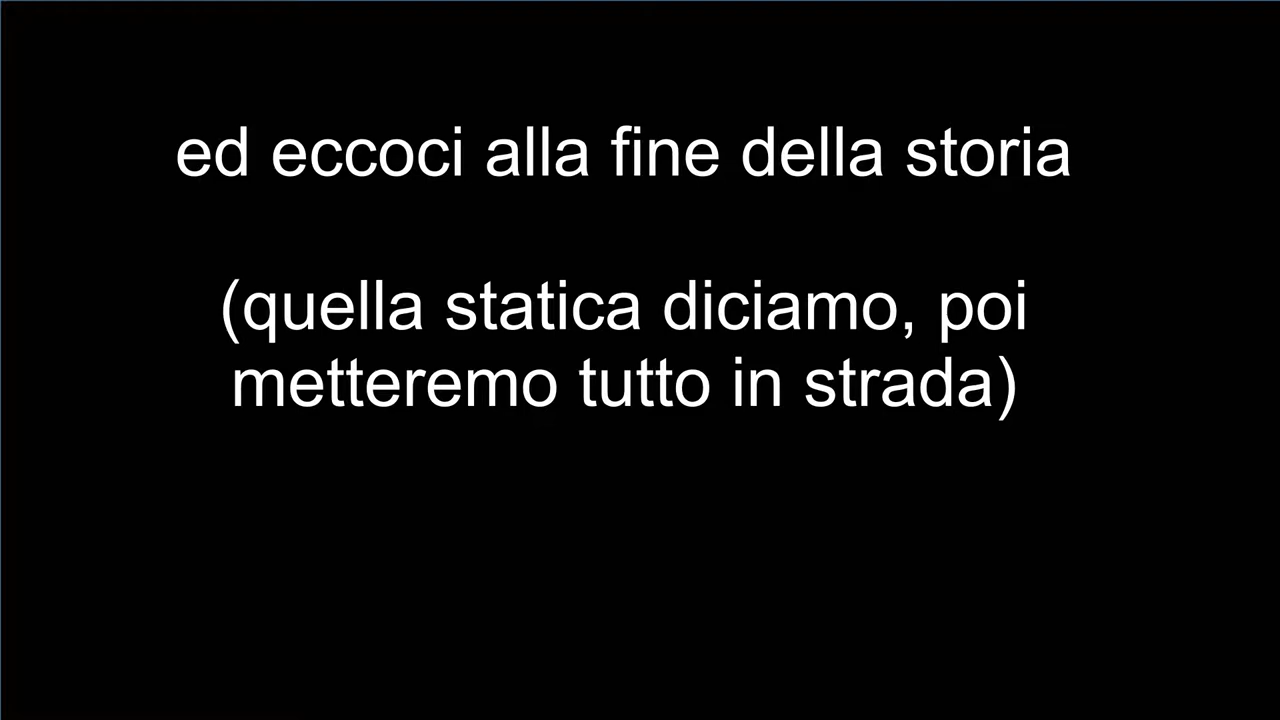 ed eccoci alla fine della storia
(quella statica diciamo, poi
metteremo tutto in strada)